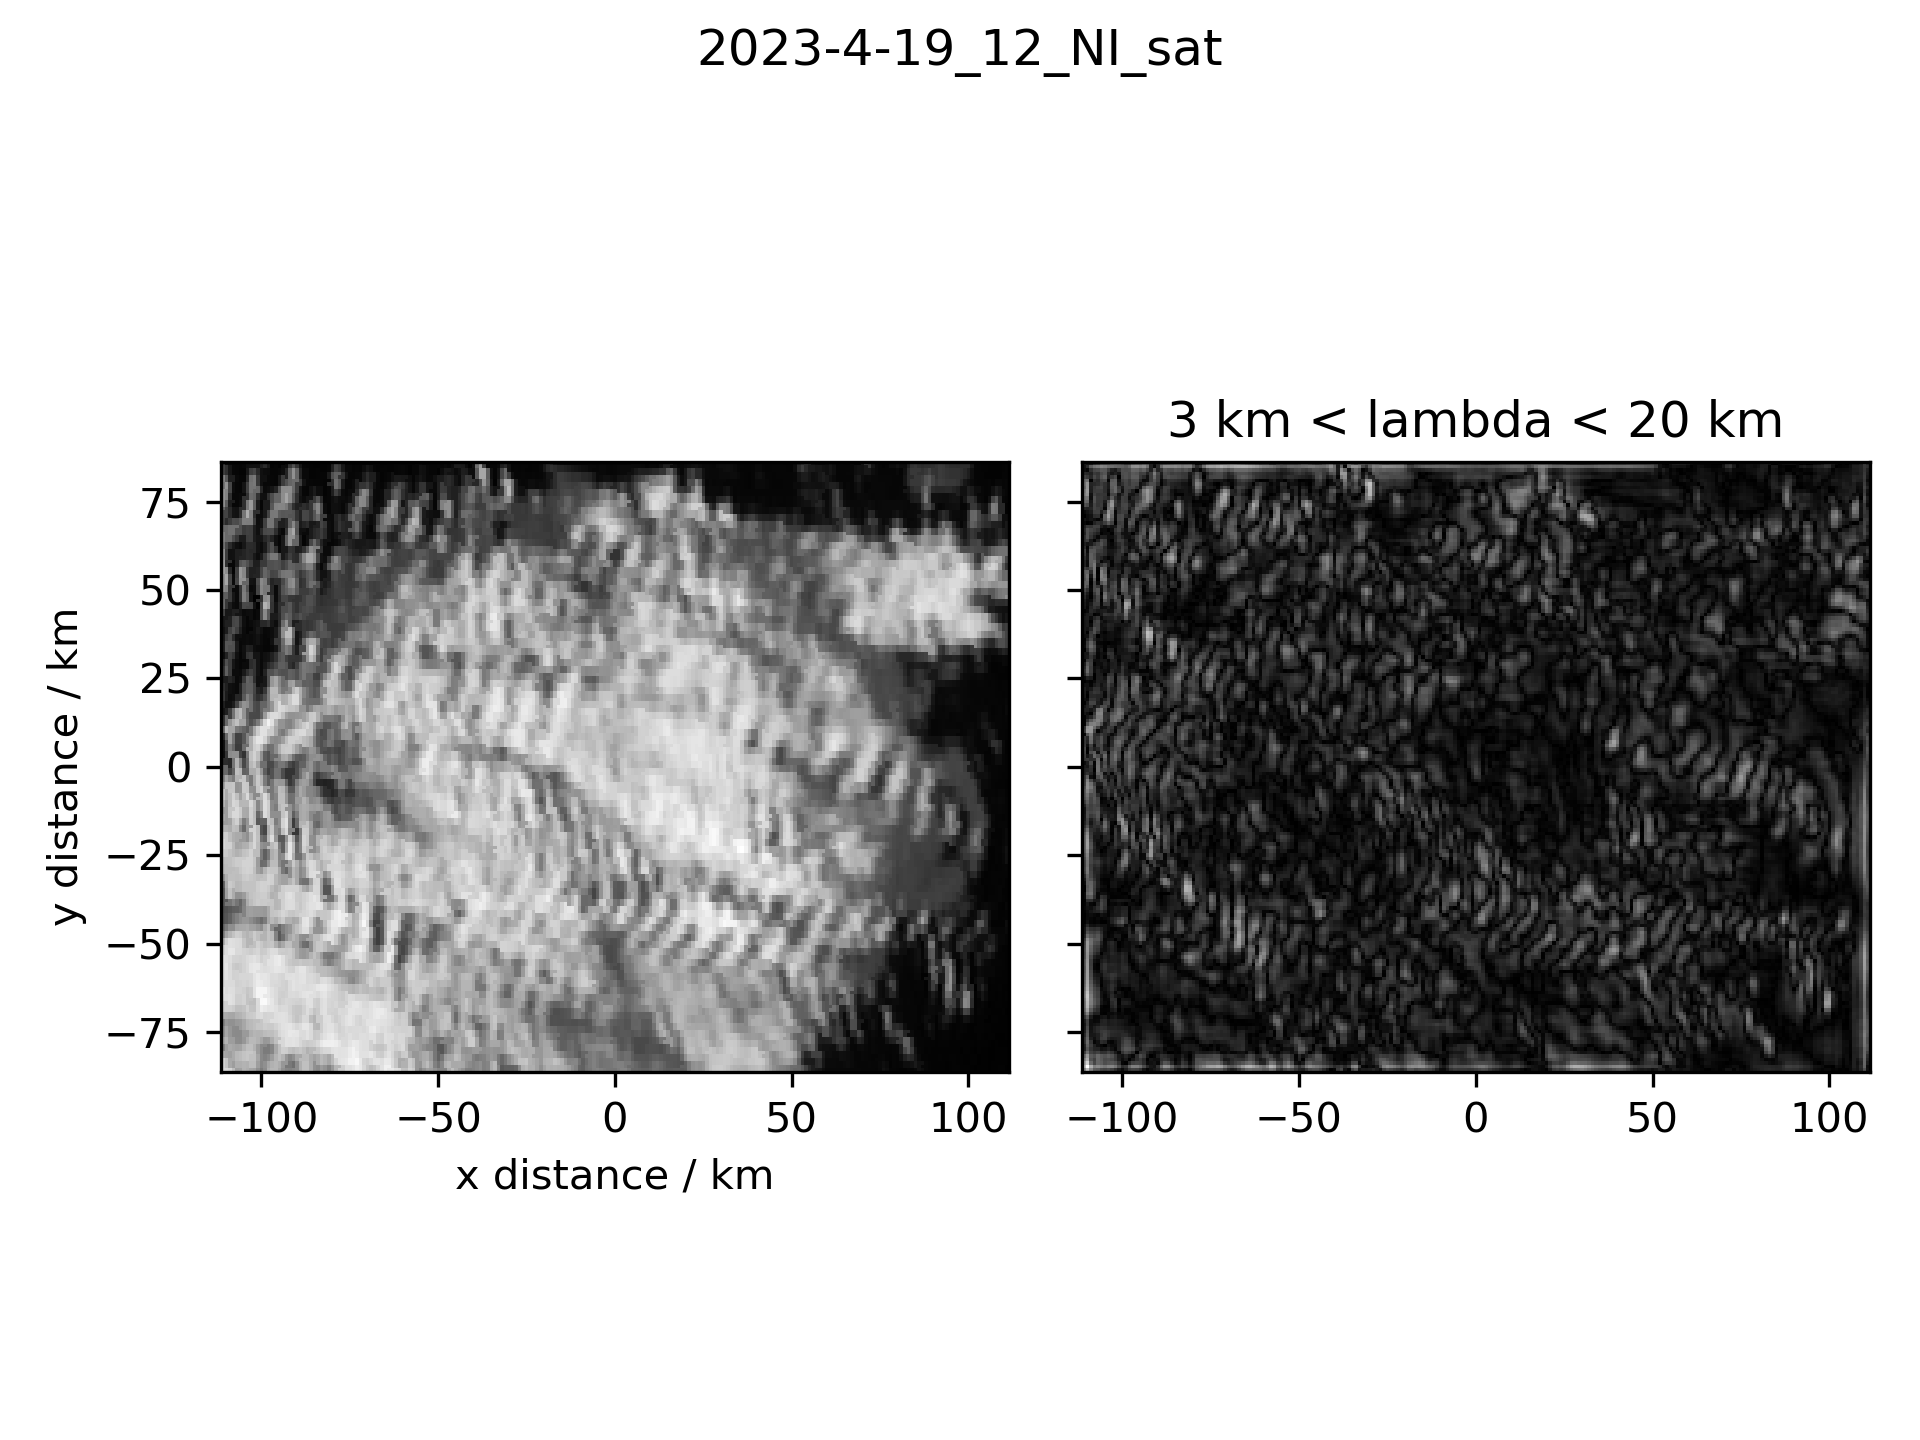 2023-4-19_12_NI_sat
3 km < lambda < 20 km
75
50
25
0
−25
−50
−75
y distance / km
−100 −50 0 50 100
x distance / km
−100 −50 0 50 100